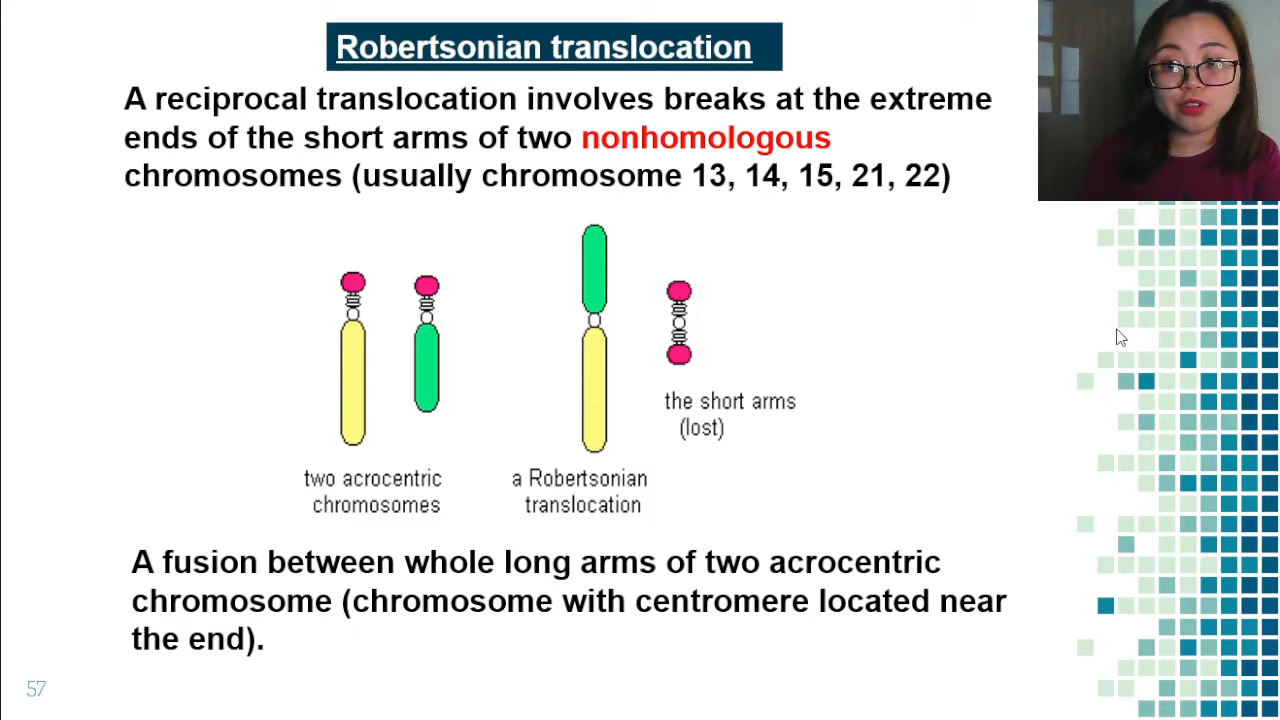 Robertsonian translocation
A reciprocal translocation involves breaks at the extreme
ends of the short arms of two nonhomologous
chromosomes (usually chromosome 13, 14, 15, 21, 22)
the short arms
(lost)
two acrocentric
chromosomes
a Robertsonian
translocation
A fusion between whole long arms of two acrocentric
chromosome (chromosome with centromere located near
the end).
57